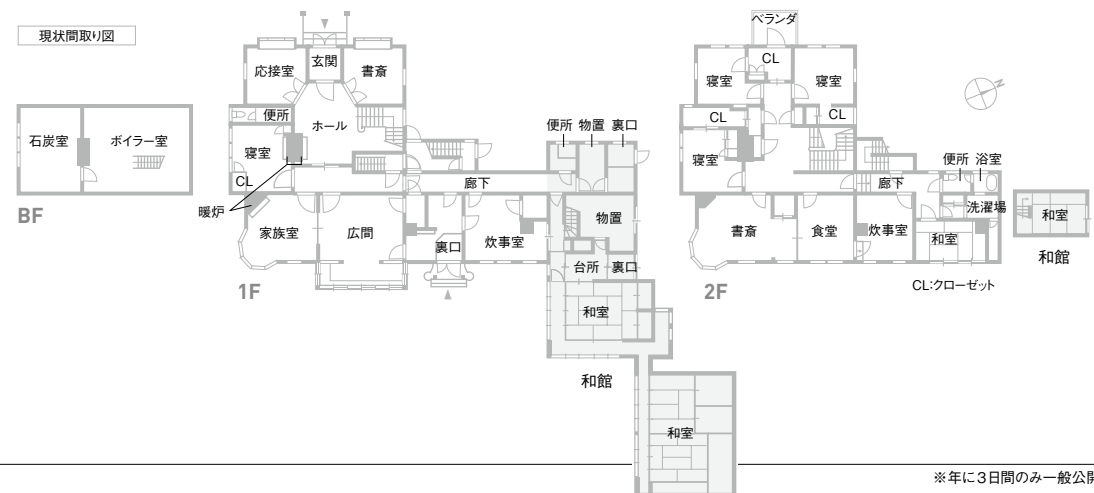 現状間取り図
石炭室
ボイラー室
BF
玄関
応接室
書斎
便所
ホール
寝室
CL
暖炉
家族室
広間
廊下
裏口
炊事室
1F
便所 物置 裏口
物置
台所
裏口
和室
和館
和室
ベランダ
CL
寝室
寝室
CL
CL
寝室
廊下
便所
浴室
洗濯場
書斎
食堂
炊事室
和室
2F
CL:クローゼット
和室
和館
※年に3日間のみ一般公開